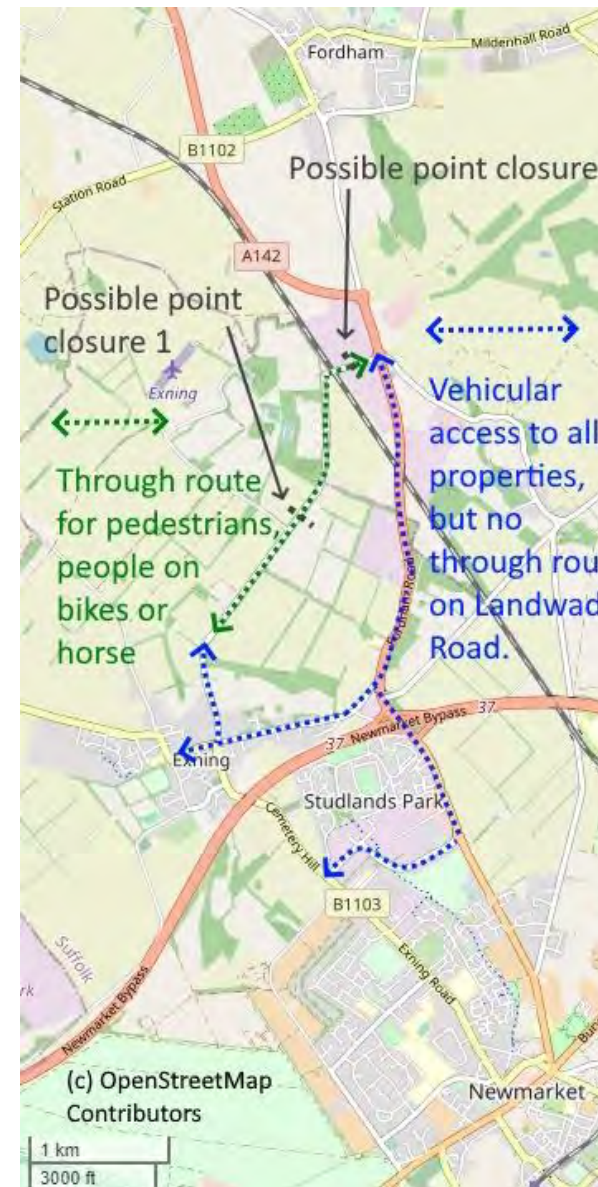 Fordham
Mildenhall Road
B1102
Station Road
Possible point closure
A142
Possible point
closure 1
Exning
Vehicular
access to all
properties,
but no
through rou
on Landwad
Road.
Through route
for pedestrians,
people on
bikes or
horse
Fordham Road
37
Newmarket Bypass
37
Exning
Studlands Park
Cemetery Hill
B1103
Exning Road
Suffolk
rk
Newmarket Bypass
Bur
Newmarket
(c) OpenStreetMap
Contributors
1 km
3000 ft